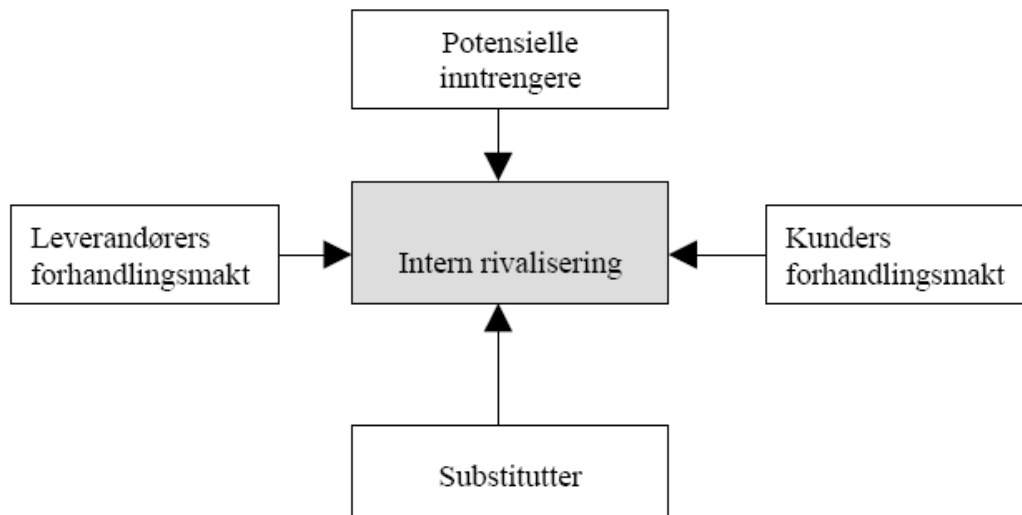 Potensielle
inntrengere
Leverandørers
forhandlingsmakt
Intern rivalisering
Kunders
forhandlingsmakt
Substitutter